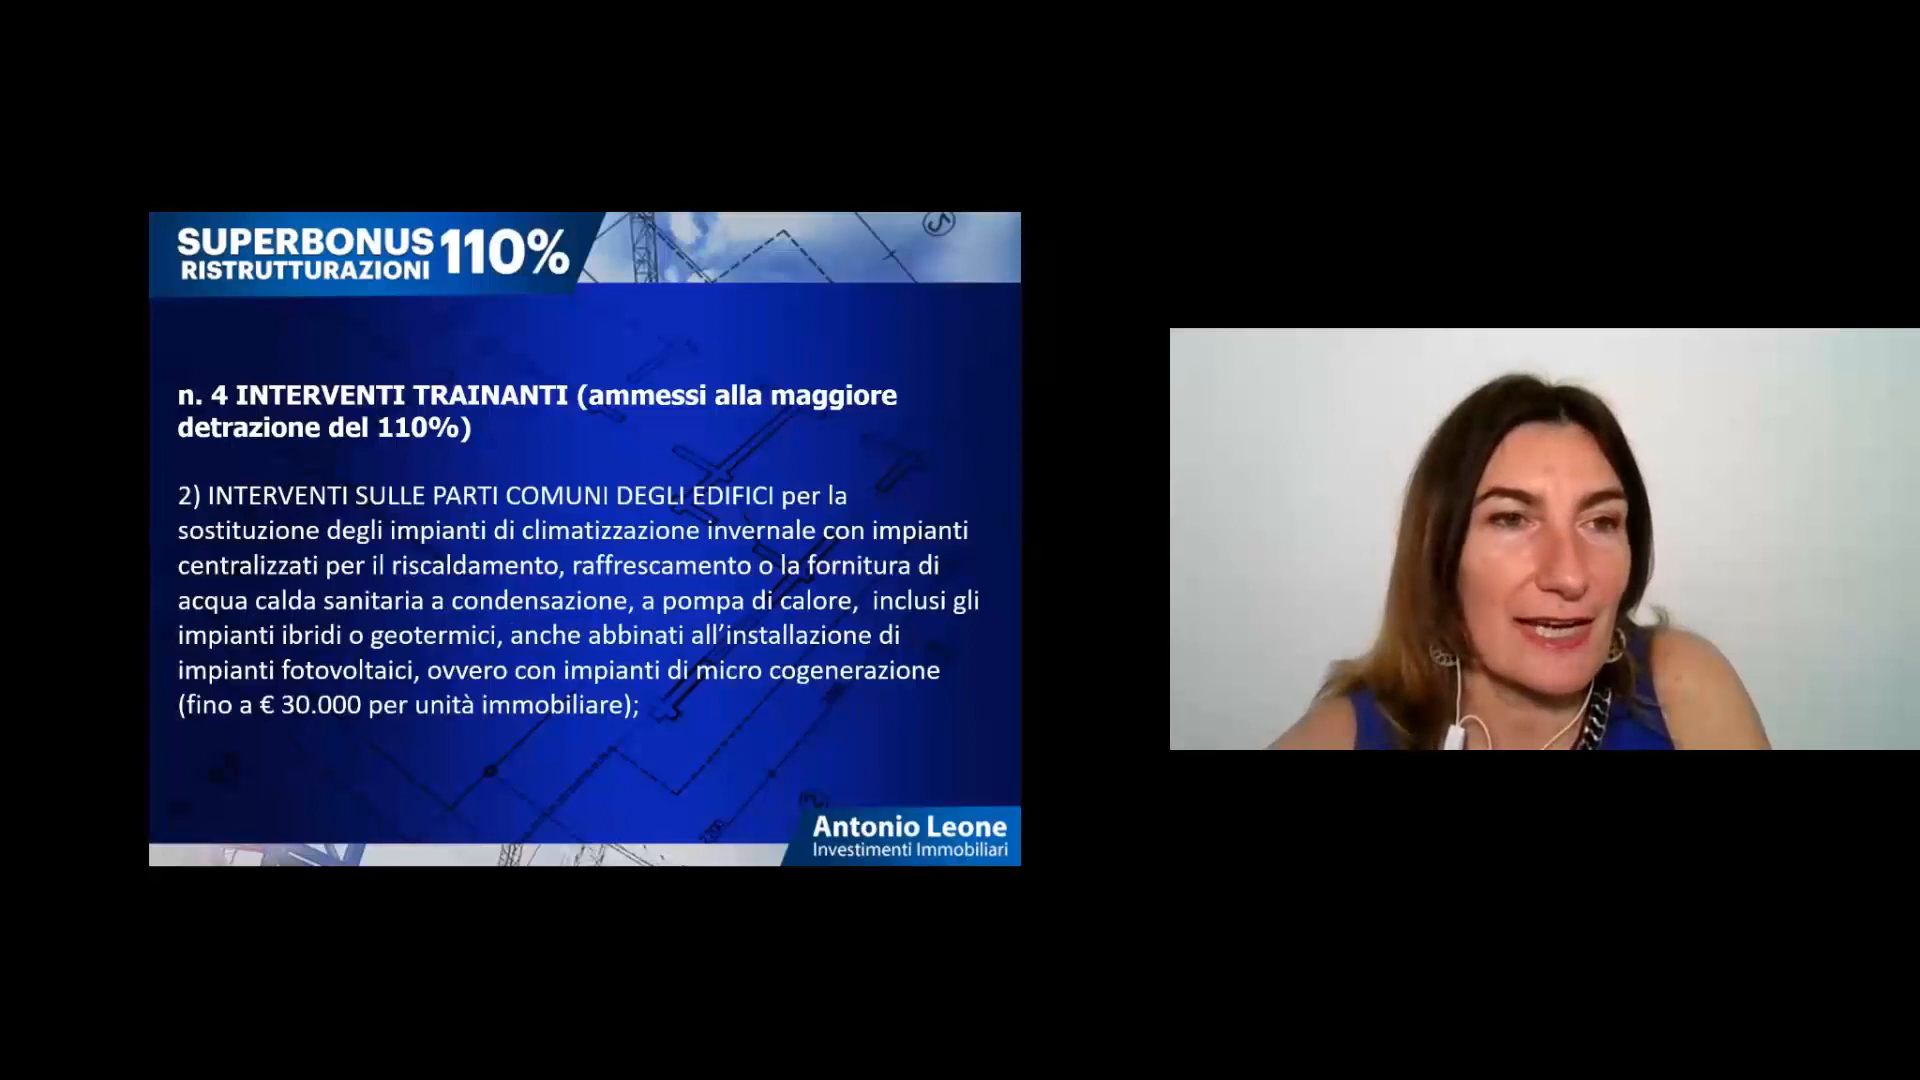 SUPERBONUS 110%
RISTRUTTURAZIONI
n. 4 INTERVENTI TRAINANTI (ammessi alla maggiore
detrazione del 110%)
2) INTERVENTI SULLE PARTI COMUNI DEGLI EDIFICI per la
sostituzione degli impianti di climatizzazione invernale con impianti
centralizzati per il riscaldamento, raffrescamento o la fornitura di
acqua calda sanitaria a condensazione, a pompa di calore,  inclusi gli
impianti ibridi o geotermici, anche abbinati all’installazione di
impianti fotovoltaici, ovvero con impianti di micro cogenerazione
(fino a € 30.000 per unità immobiliare);
Antonio Leone
Investimenti Immobiliari